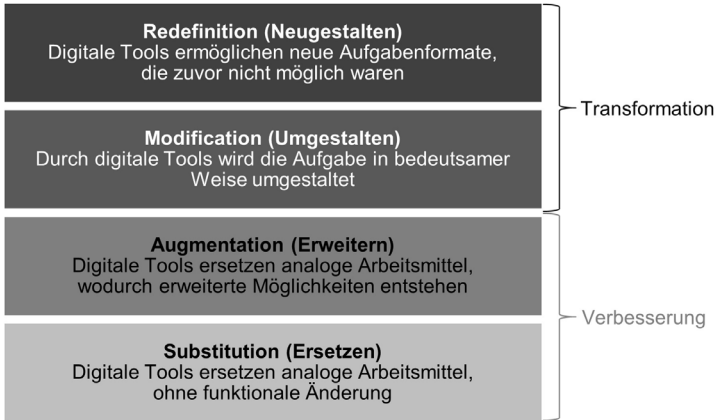 Redefinition (Neugestalten)
Digitale Tools ermöglichen neue Aufgabenformate,
die zuvor nicht möglich waren
Transformation
Modification (Umgestalten)
Durch digitale Tools wird die Aufgabe in bedeutsamer
Weise umgestaltet
Augmentation (Erweitern)
Digitale Tools ersetzen analoge Arbeitsmittel,
wodurch erweiterte Möglichkeiten entstehen
Verbesserung
Substitution (Ersetzen)
Digitale Tools ersetzen analoge Arbeitsmittel,
ohne funktionale Änderung